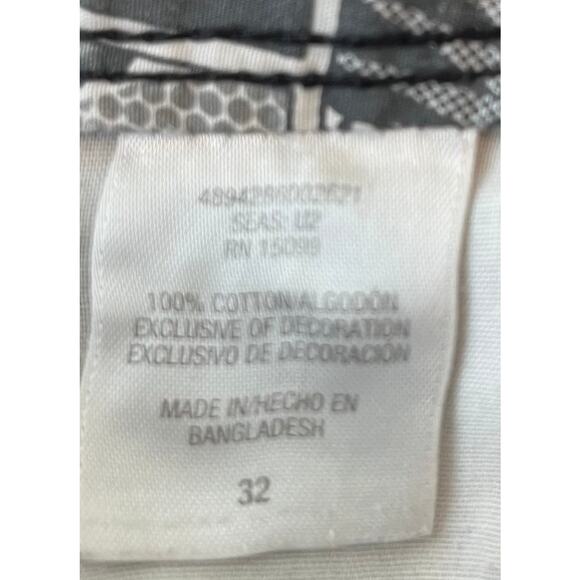 SEAS: U2
RN 15099
100% COTTON/ALGODÓN
EXCLUSIVE OF DECORATION
EXCLUSIVO DE DECORACIÓN
MADE IN/HECHO EN
BANGLADESH
32